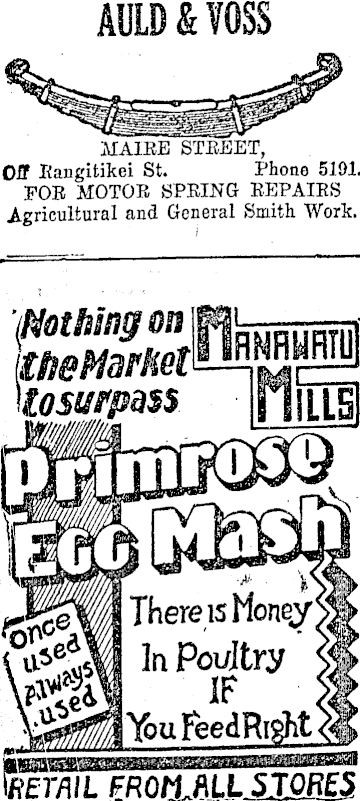 AULD & VOSS
MAIRE STREET,
Off Rangitikei St. Phone 5191.
FOR MOTOR SPRING REPAIRS
Agricultural and General Smith Work.
Nothing on
the Market
to surpass
MANAWATU
MILLS
Primrose
EGG Mash
Once
used
Always
used
There is Money
In Poultry
IF
You Feed Right
RETAIL FROM ALL STORES